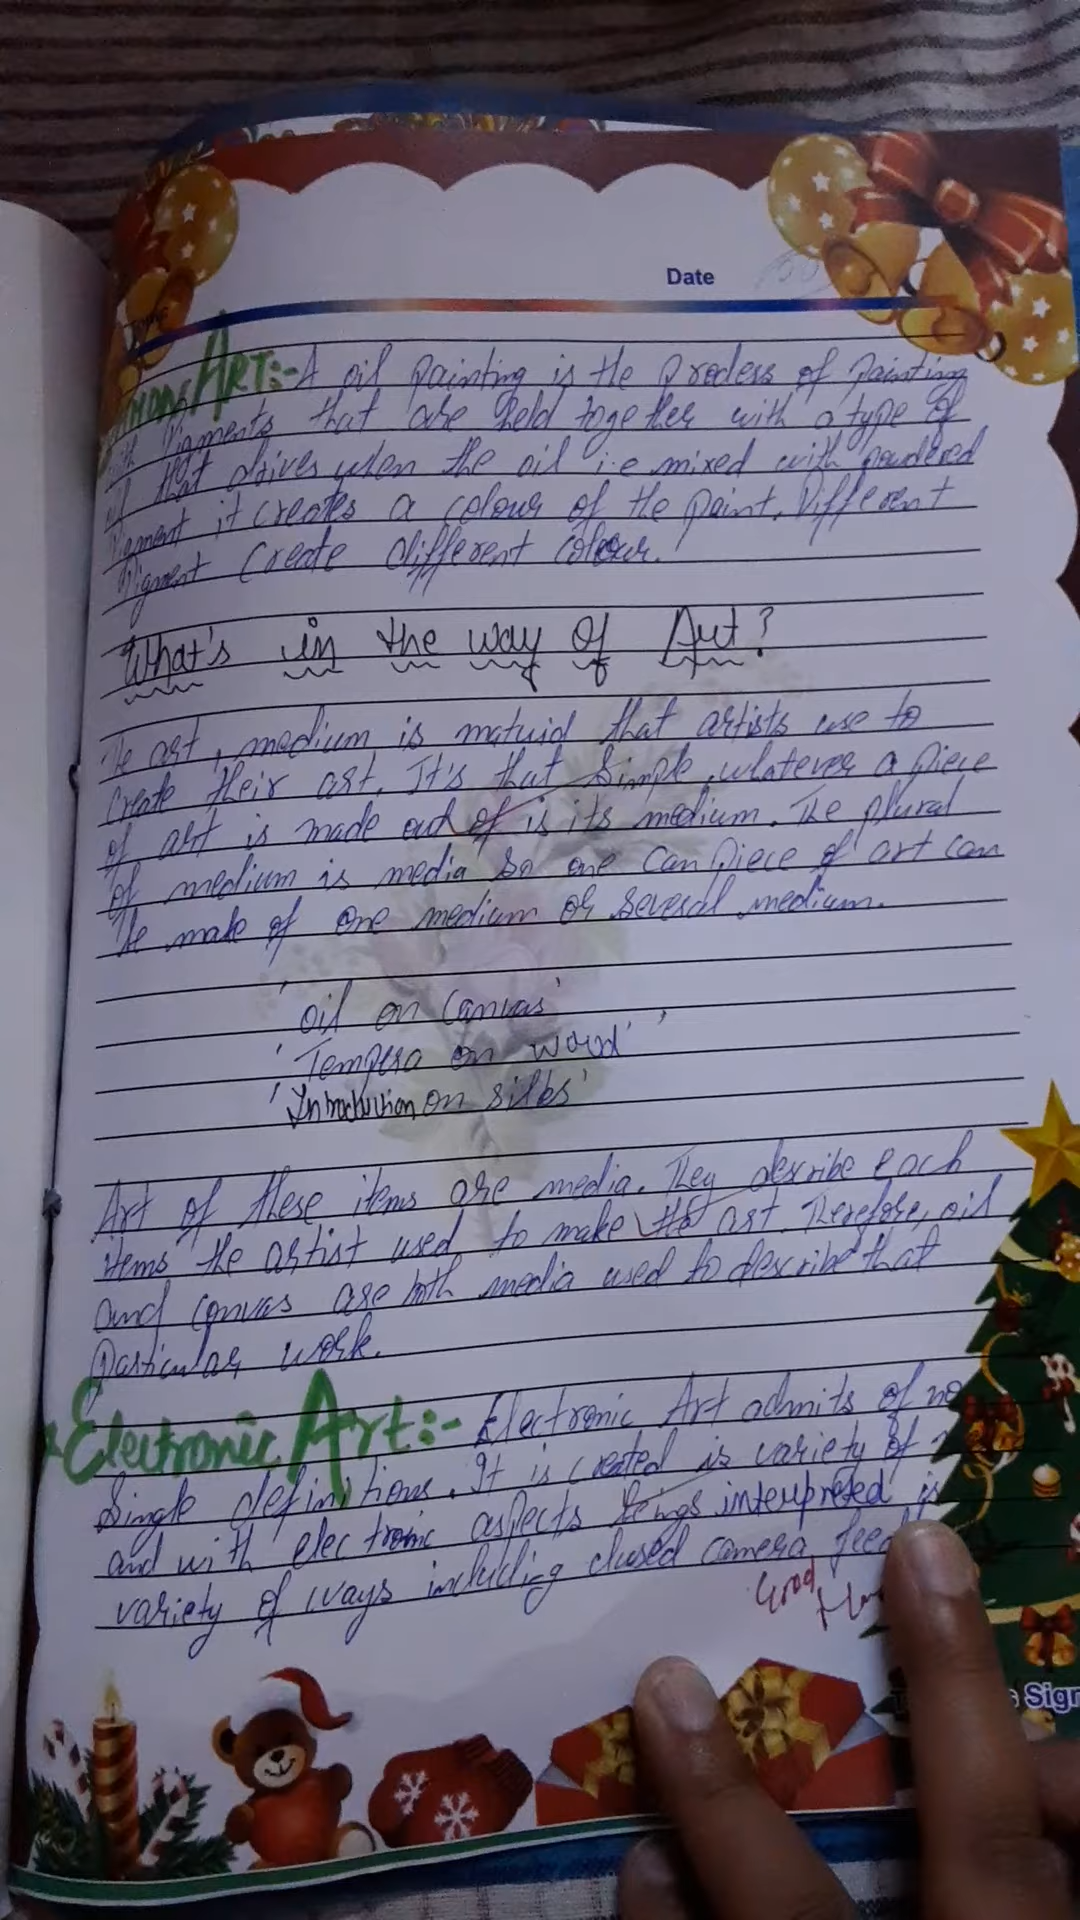 Date
ART:- A oil painting is the prodess of painting
Pigments that are held together with a type of
that drives when the oil i.e mixed with powdered
Pigment it creates a colour of the paint. Different
Pigment create different colour.
What's in the way of Art?
art, medium is matuid that artists use to
create their art. It's that simple, whatever a piece
of art is made out of is its medium. The plural
of medium is media so one can piece of art can
be make of one medium or several medium.
'oil on canvas'
'Tempera on wood'
'Introduction on silks'
Art of these items are media. They describe each
items the artist used to make the art. Therefore, oil
and canvas are both media used to describe that
particular work.
Electronic Art:- Electronic Art admits of no
Single definitions. It is created is variety of
and with electronic aspects beings interpreted is
variety of ways including closed camera
Good
Sign